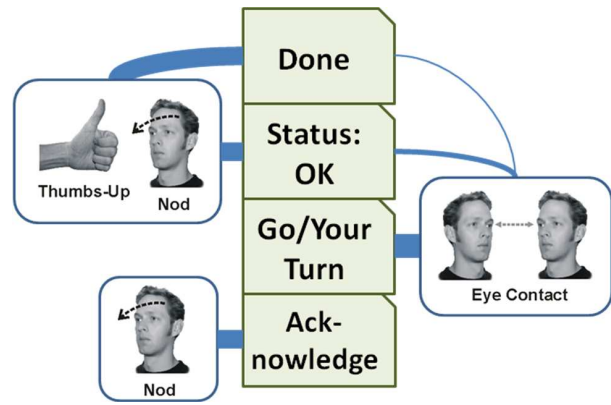 Done
Thumbs-Up
Nod
Status:
OK
Go/Your
Turn
Eye Contact
Nod
Ack-
nowledge